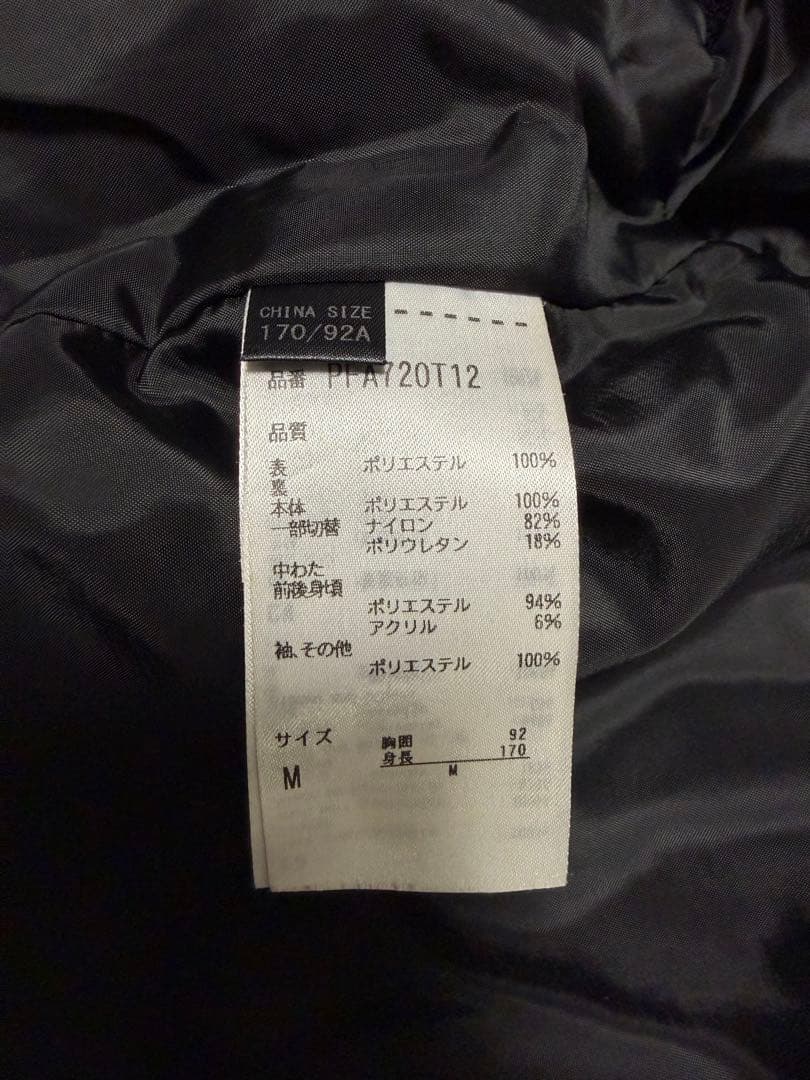 CHINA SIZE
170/92A
------
品番 PFA720T12
品質
表 ポリエステル 100%
裏
本体 ポリエステル 100%
一部切替 ナイロン 82%
ポリウレタン 18%
中わた
前後身頃
ポリエステル 94%
アクリル 6%
袖、その他
ポリエステル 100%
サイズ 胸囲 92
身長 170
M M